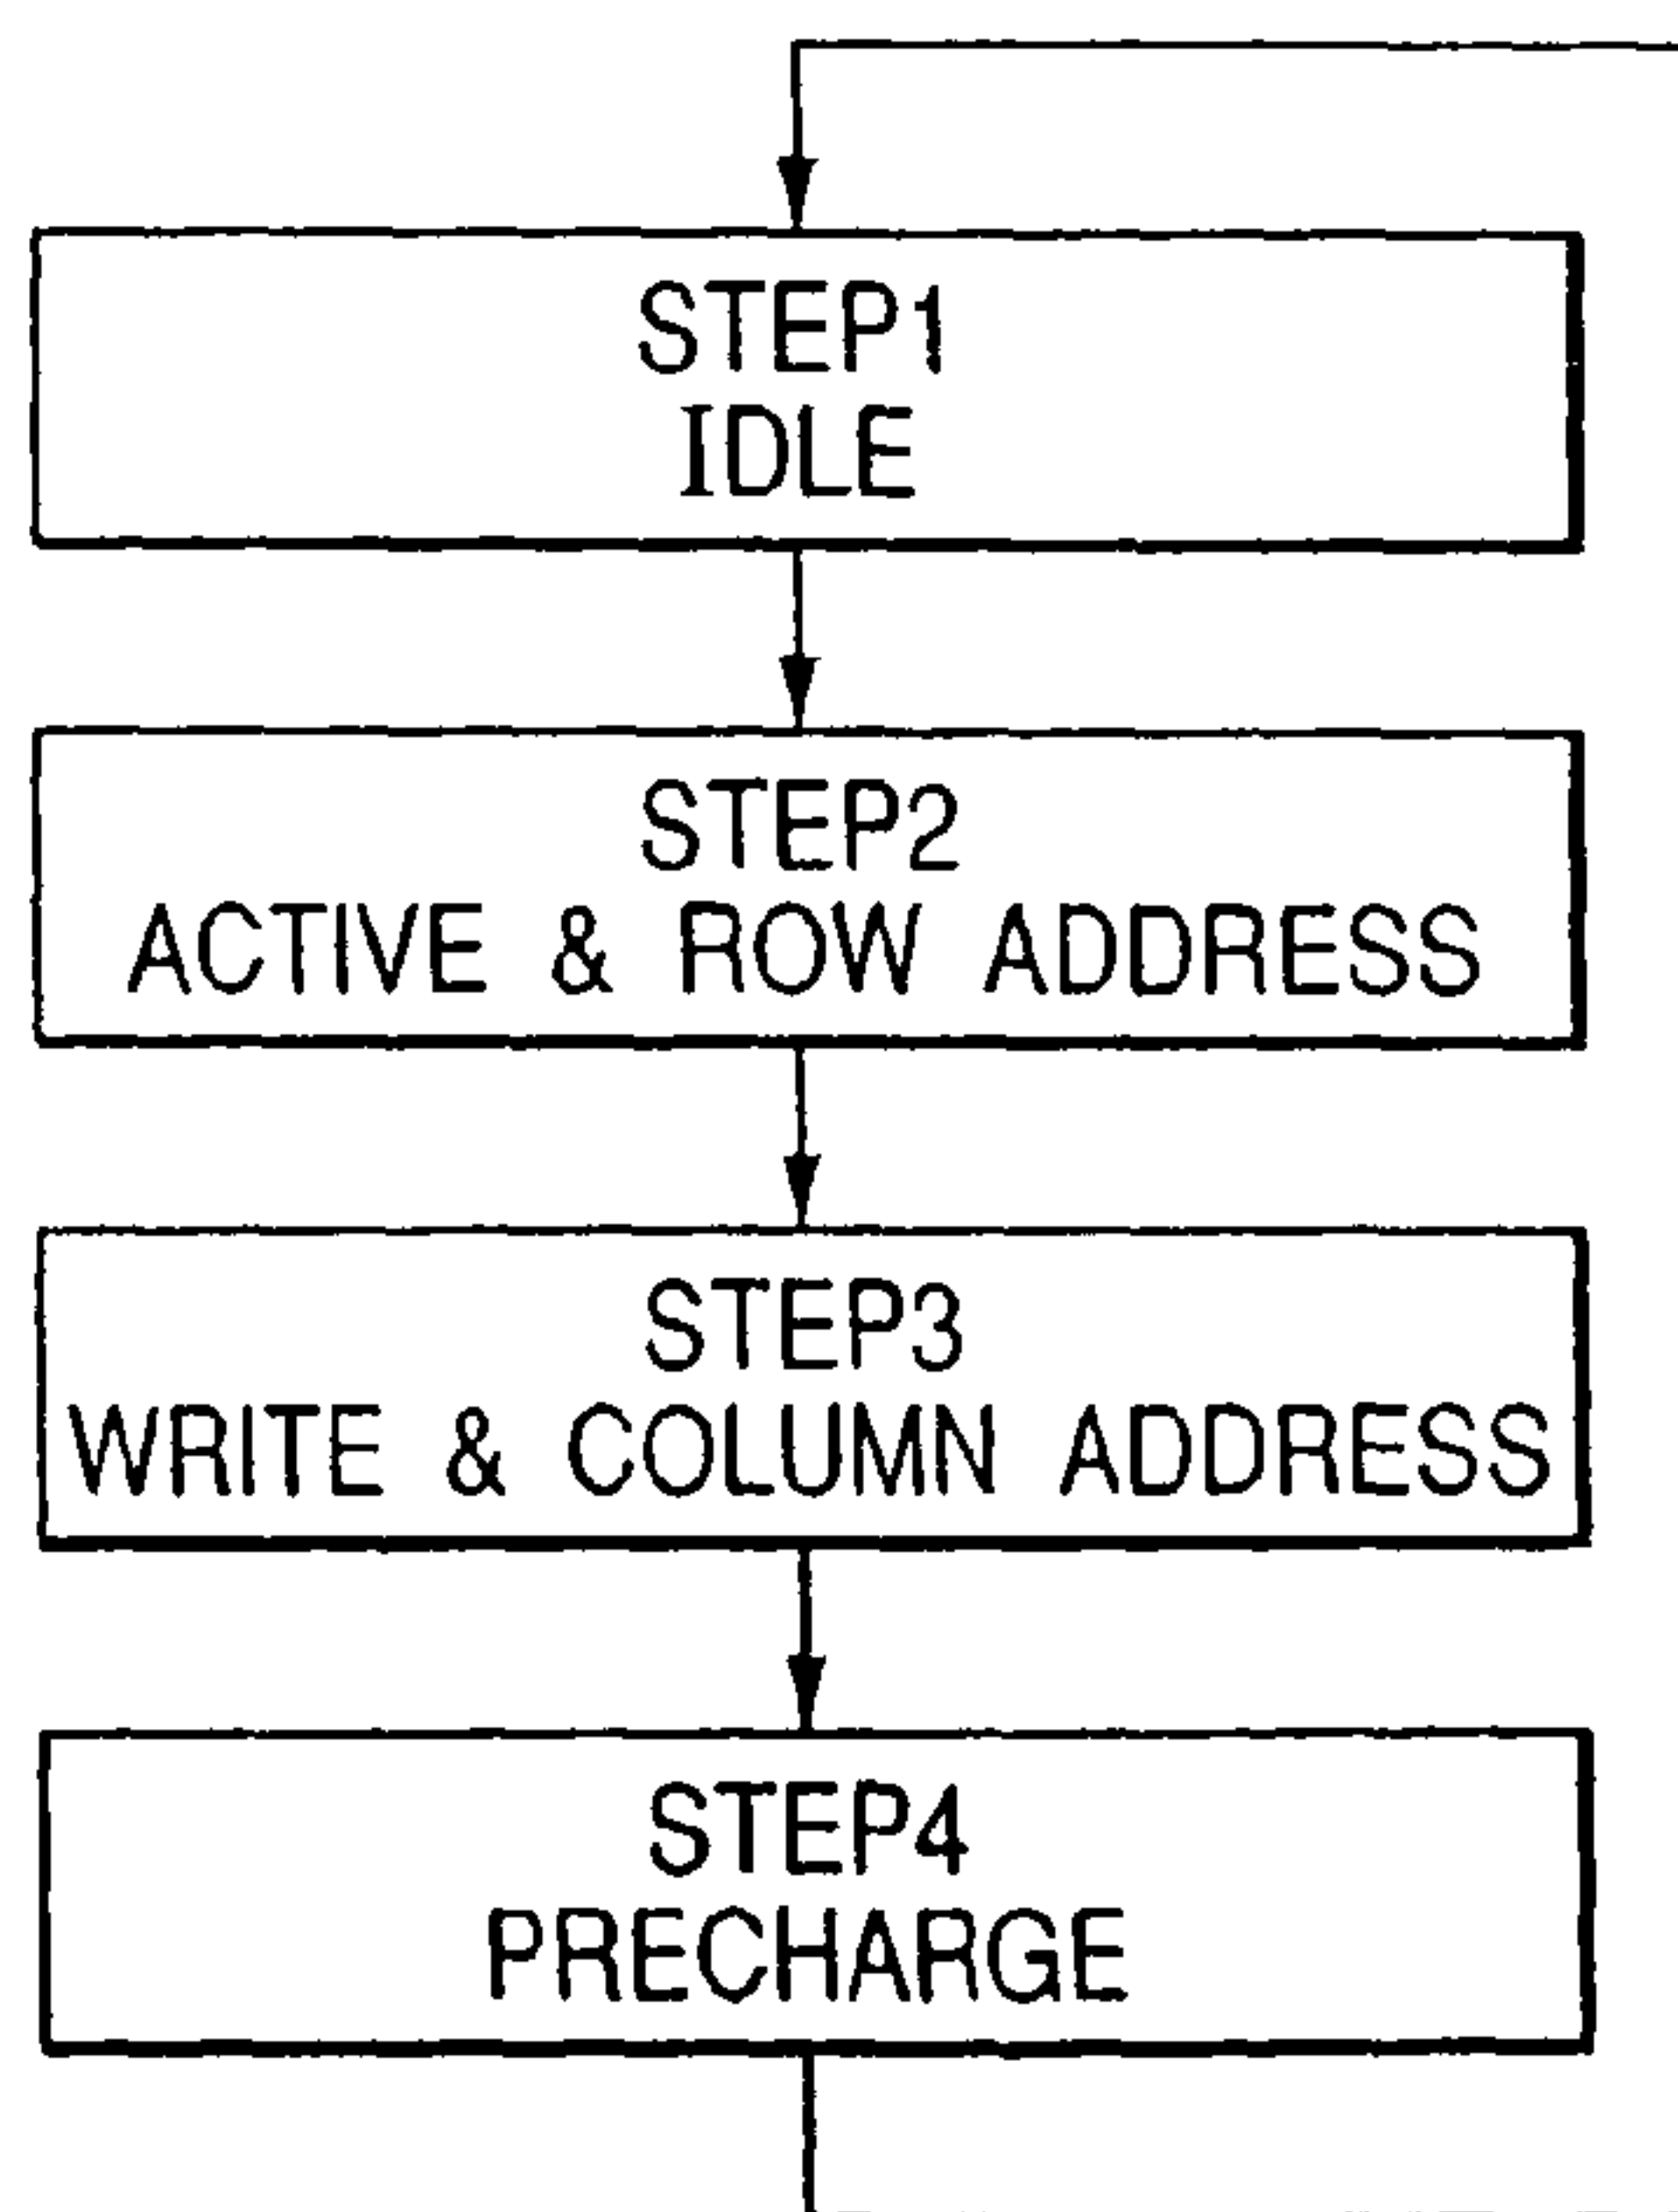 STEP1
IDLE
STEP2
ACTIVE & ROW ADDRESS
STEP3
WRITE & COLUMN ADDRESS
STEP4
PRECHARGE